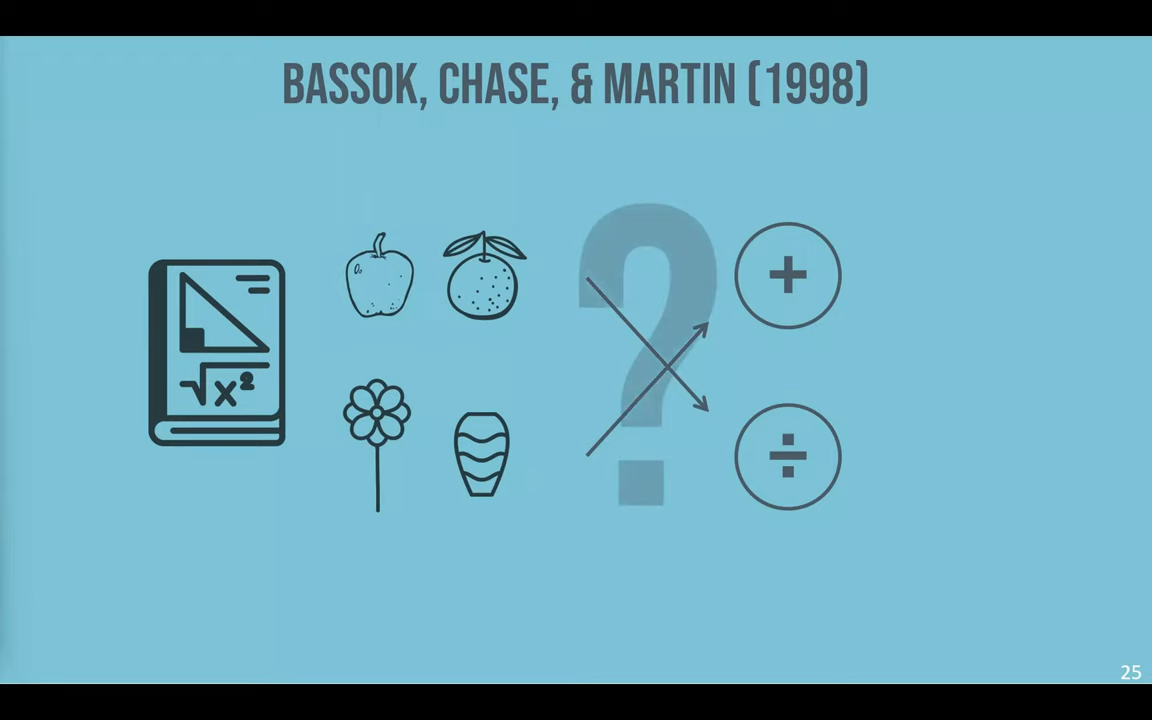 BASSOK, CHASE, & MARTIN (1998)
?
+
√x²
÷
25